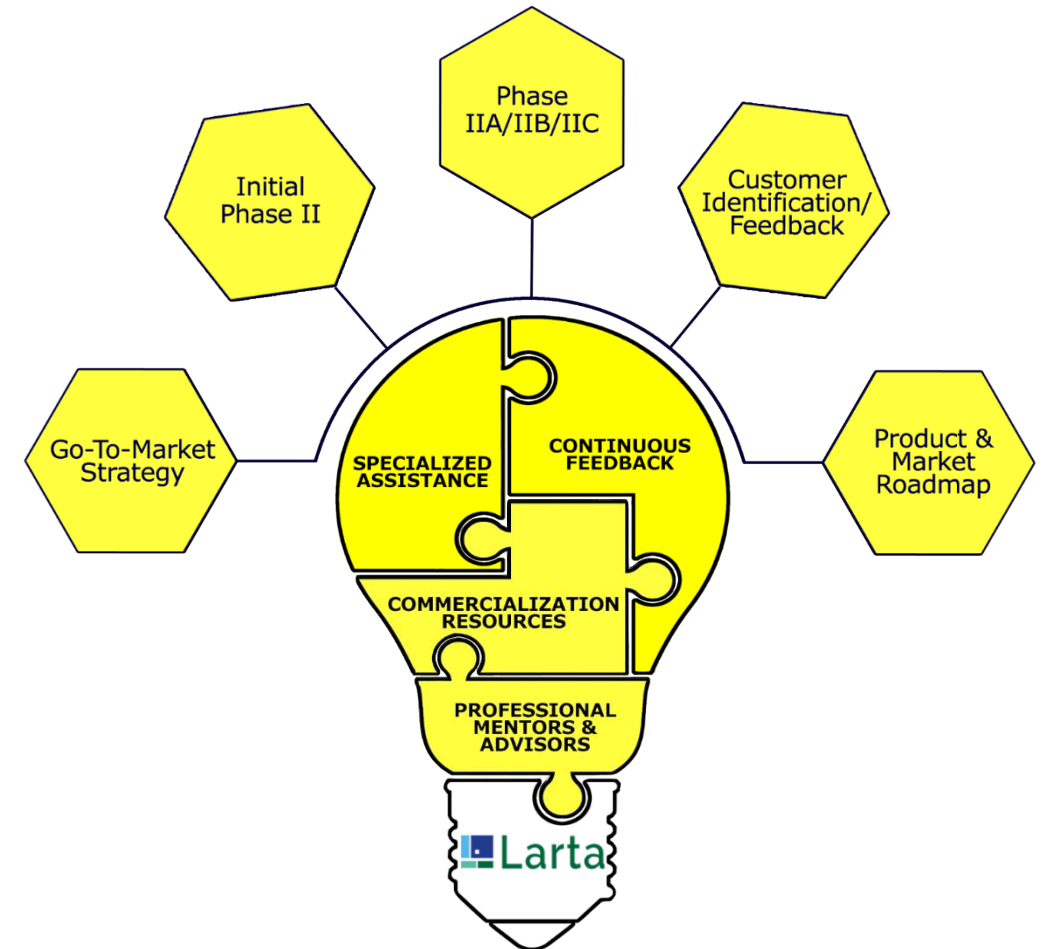 Phase
IIA/IIB/IIC
Initial
Phase II
Customer
Identification/
Feedback
Go-To-Market
Strategy
Product &
Market
Roadmap
SPECIALIZED
ASSISTANCE
CONTINUOUS
FEEDBACK
COMMERCIALIZATION
RESOURCES
PROFESSIONAL
MENTORS &
ADVISORS
Larta